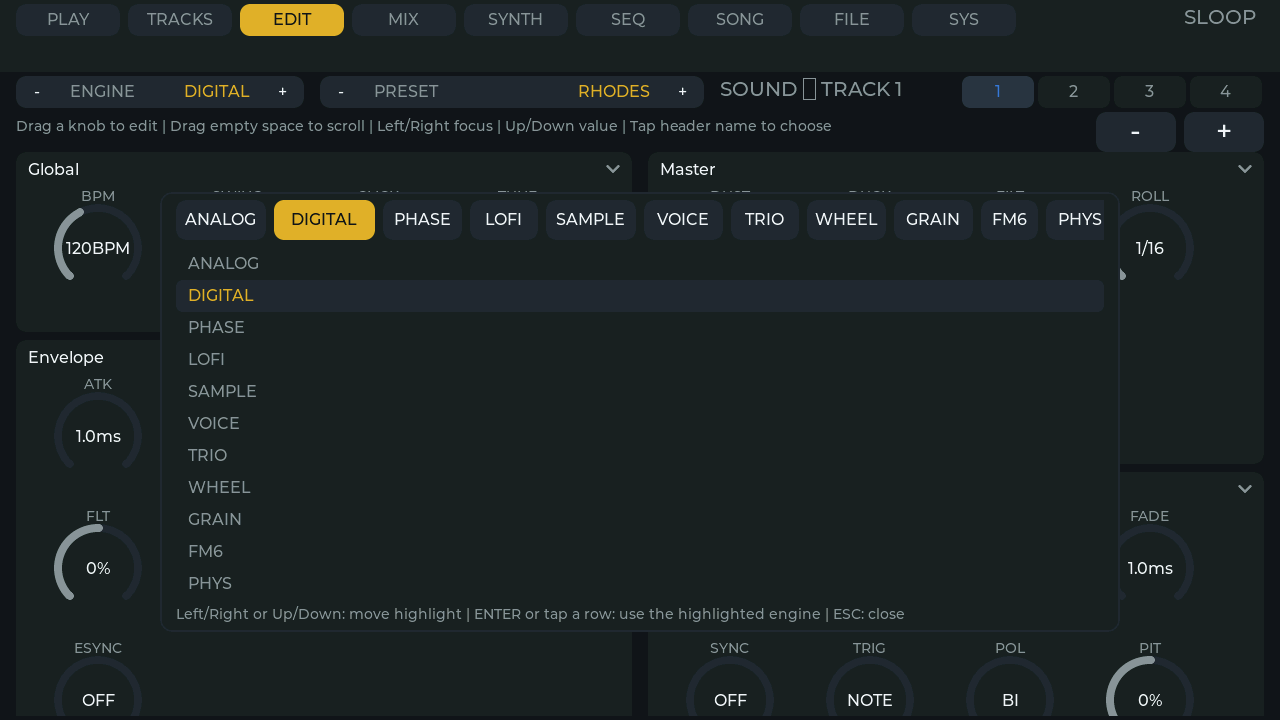 PLAY TRACKS EDIT MIX SYNTH SEQ SONG FILE SYS SLOOP
- ENGINE DIGITAL + - PRESET RHODES + SOUND TRACK 1 1 2 3 4
Drag a knob to edit | Drag empty space to scroll | Left/Right focus | Up/Down value | Tap header name to choose
- +
Global Master
BPM ROLL
120BPM 1/16
ANALOG DIGITAL PHASE LOFI SAMPLE VOICE TRIO WHEEL GRAIN FM6 PHYS
ANALOG
DIGITAL
PHASE
LOFI
SAMPLE
VOICE
TRIO
WHEEL
GRAIN
FM6
PHYS
Left/Right or Up/Down: move highlight | ENTER or tap a row: use the highlighted engine | ESC: close
Envelope
ATK
1.0ms
FLT FADE
0% 1.0ms
ESYNC SYNC TRIG POL PIT
OFF OFF NOTE BI 0%